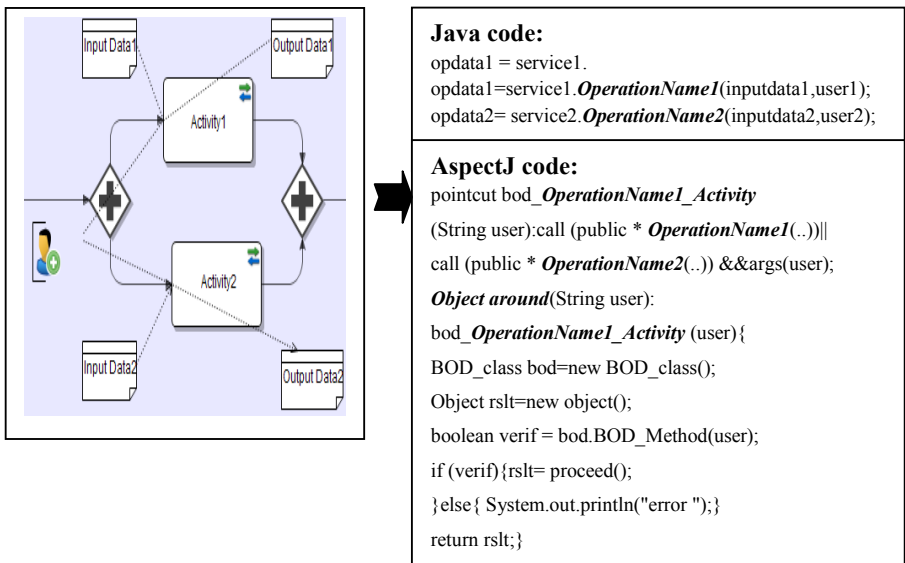 Input Data1
Output Data1
Activity1
Activity2
Input Data2
Output Data2
Java code:
opdata1 = service1.
opdata1=service1.OperationName1(inputdata1,user1);
opdata2= service2.OperationName2(inputdata2,user2);
AspectJ code:
pointcut bod_OperationName1_Activity
(String user):call (public * OperationName1(..))||
call (public * OperationName2(..)) &&args(user);
Object around(String user):
bod_OperationName1_Activity (user){
BOD_class bod=new BOD_class();
Object rslt=new object();
boolean verif = bod.BOD_Method(user);
if (verif){rslt= proceed();
}else{ System.out.println("error ");}
return rslt;}